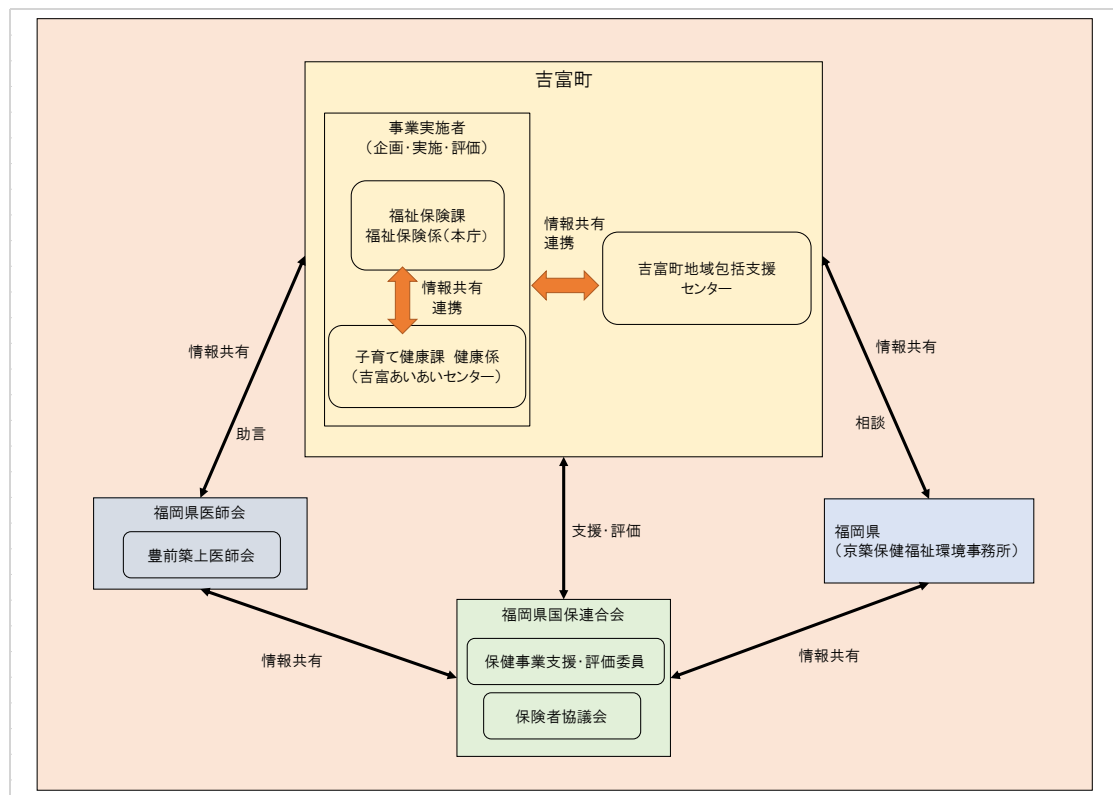 吉富町
事業実施者
（企画・実施・評価）
福祉保険課
福祉保険係（本庁）
情報共有
連携
子育て健康課 健康係
（吉富あいあいセンター）
情報共有
連携
吉富町地域包括支援
センター
情報共有
助言
情報共有
相談
福岡県医師会
豊前築上医師会
支援・評価
福岡県
（京築保健福祉環境事務所）
情報共有
福岡県国保連合会
保健事業支援・評価委員
保険者協議会
情報共有